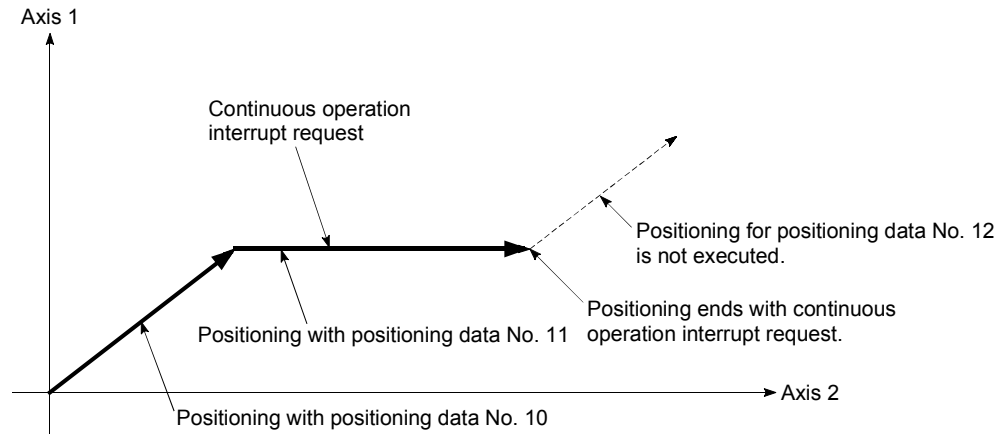 Axis 1
Continuous operation
interrupt request
Positioning for positioning data No. 12
is not executed.
Positioning ends with continuous
operation interrupt request.
Positioning with positioning data No. 11
Axis 2
Positioning with positioning data No. 10